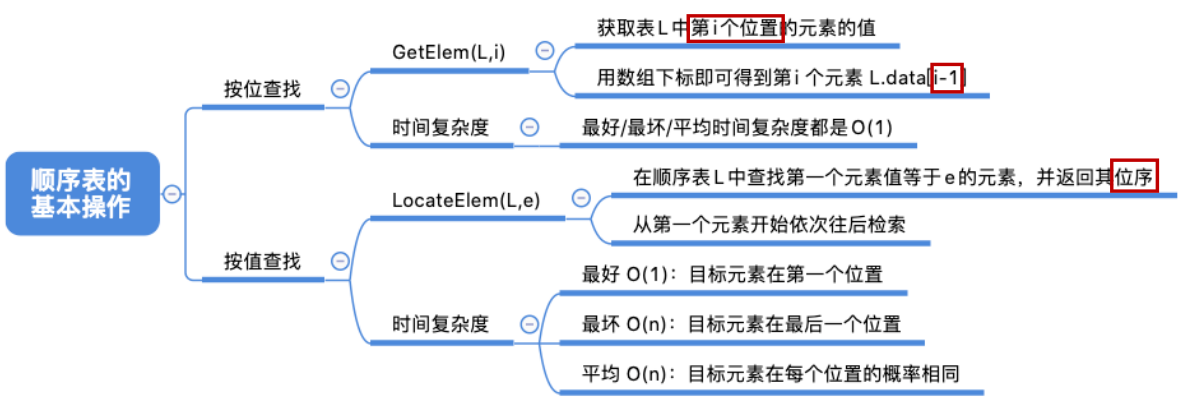 顺序表的
基本操作
按位查找
GetElem(L,i)
获取表L中第i个位置的元素的值
用数组下标即可得到第i个元素 L.data[i-1]
时间复杂度
最好/最坏/平均时间复杂度都是O(1)
按值查找
LocateElem(L,e)
在顺序表L中查找第一个元素值等于e的元素，并返回其位序
从第一个元素开始依次往后检索
时间复杂度
最好 O(1)：目标元素在第一个位置
最坏 O(n)：目标元素在最后一个位置
平均 O(n)：目标元素在每个位置的概率相同